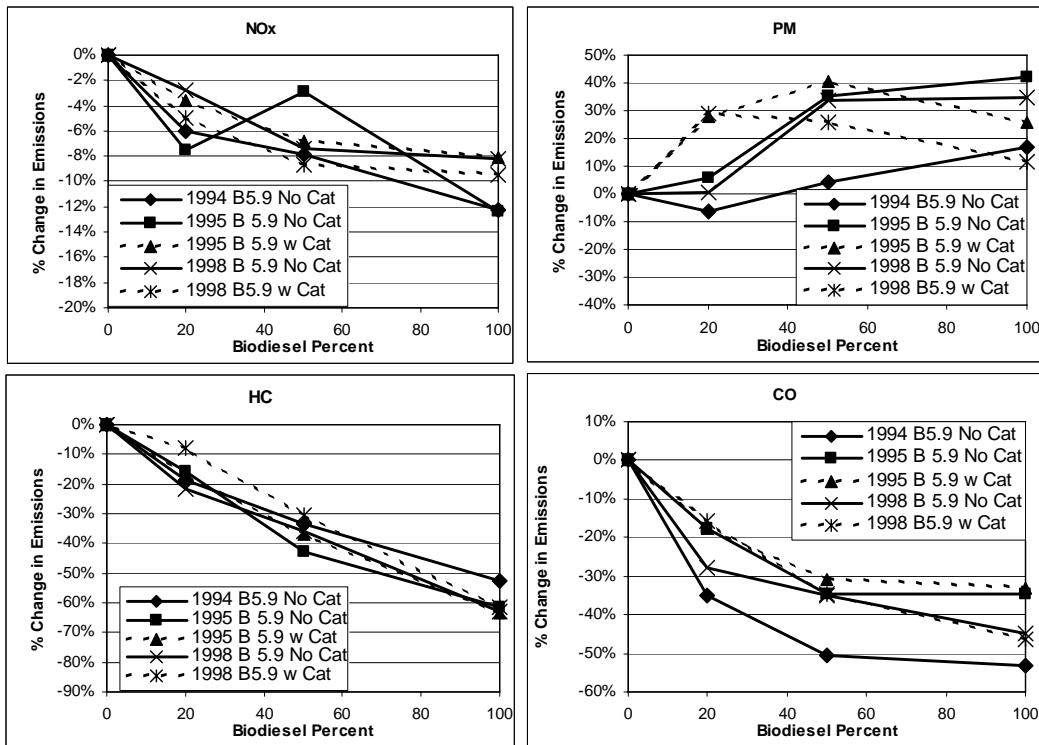 NOx
0%
-2%
-4%
-6%
-8%
-10%
-12%
-14%
-16%
-18%
-20%
% Change in Emissions
1994 B5.9 No Cat
1995 B 5.9 No Cat
1995 B 5.9 w Cat
1998 B 5.9 No Cat
1998 B5.9 w Cat
0 20 40 60 80 100
Biodiesel Percent
PM
50%
40%
30%
20%
10%
0%
-10%
-20%
-30%
-40%
% Change in Emissions
1994 B5.9 No Cat
1995 B 5.9 No Cat
1995 B 5.9 w Cat
1998 B 5.9 No Cat
1998 B5.9 w Cat
0 20 40 60 80 100
Biodiesel Percent
HC
0%
-10%
-20%
-30%
-40%
-50%
-60%
-70%
-80%
-90%
% Change in Emissions
1994 B5.9 No Cat
1995 B 5.9 No Cat
1995 B 5.9 w Cat
1998 B 5.9 No Cat
1998 B5.9 w Cat
0 20 40 60 80 100
Biodiesel Percent
CO
10%
0%
-10%
-20%
-30%
-40%
-50%
-60%
% Change in Emissions
1994 B5.9 No Cat
1995 B 5.9 No Cat
1995 B 5.9 w Cat
1998 B 5.9 No Cat
1998 B5.9 w Cat
0 20 40 60 80 100
Biodiesel Percent